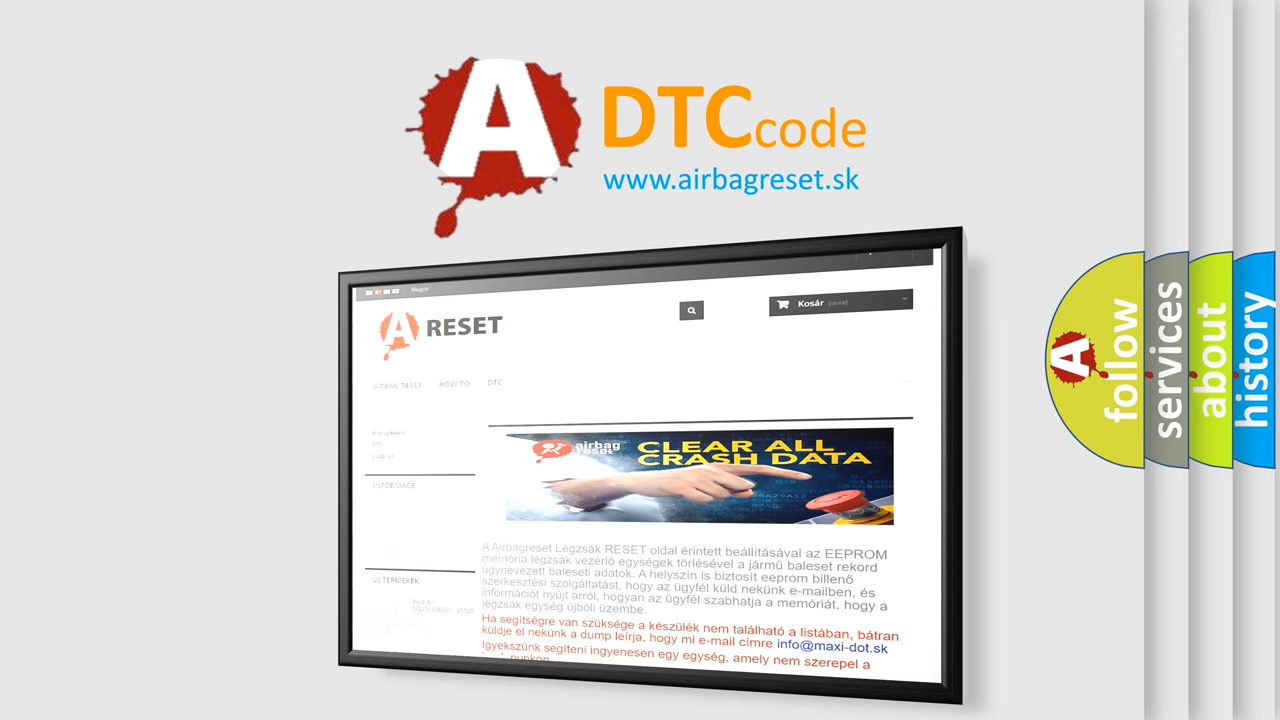 A
DTCcode
www.airbagreset.sk
Magyar
A RESET
Kosár (üres)
AIRBAG RESET HOW TO DTC
INFORMACE
airbag
reset
CLEAR ALL
CRASH DATA
A Airbagreset Légzsák RESET oldal érintett beállításával az EEPROM
memória légzsák vezérlő egységek törlésével a jármű baleset rekord
úgynevezett baleseti adatok. A helyszín is biztosít eeprom billenő
szerkesztési szolgáltatást, hogy az ügyfél küld nekünk e-mailben, és
információt nyújt arról, hogyan az ügyfél szabhatja a memóriát, hogy a
légzsák egység újbóli üzembe.
Ha segítségre van szüksége a készülék nem található a listában, bátran
küldje el nekünk a dump leírja, hogy mi e-mail címre info@maxi-dot.sk
Igyekszünk segíteni ingyenesen egy egység, amely nem szerepel a
ÚJ TERMÉKEK
A
follow
services
about
history